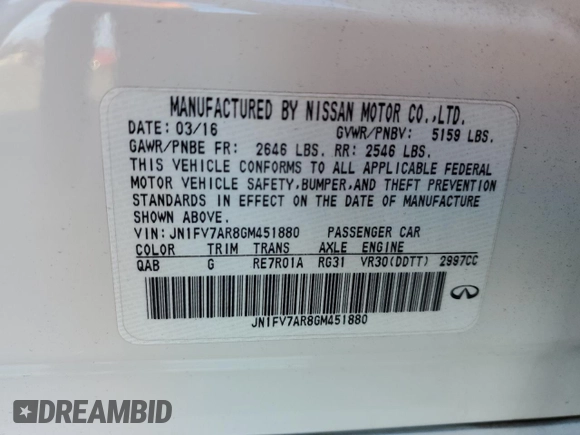 MANUFACTURED BY NISSAN MOTOR CO.,LTD.
DATE: 03/16 GVWR/PNBV: 5159 LBS.
GAWR/PNBE FR: 2646 LBS. RR: 2546 LBS.
THIS VEHICLE CONFORMS TO ALL APPLICABLE FEDERAL
MOTOR VEHICLE SAFETY,BUMPER,AND THEFT PREVENTION
STANDARDS IN EFFECT ON THE DATE OF MANUFACTURE
SHOWN ABOVE.
VIN: JN1FV7AR8GM451880 PASSENGER CAR
COLOR TRIM TRANS AXLE ENGINE
QAB G RE7R01A RG31 VR30(DDTT) 2997CC
JN1FV7AR8GM451880
DREAMBID